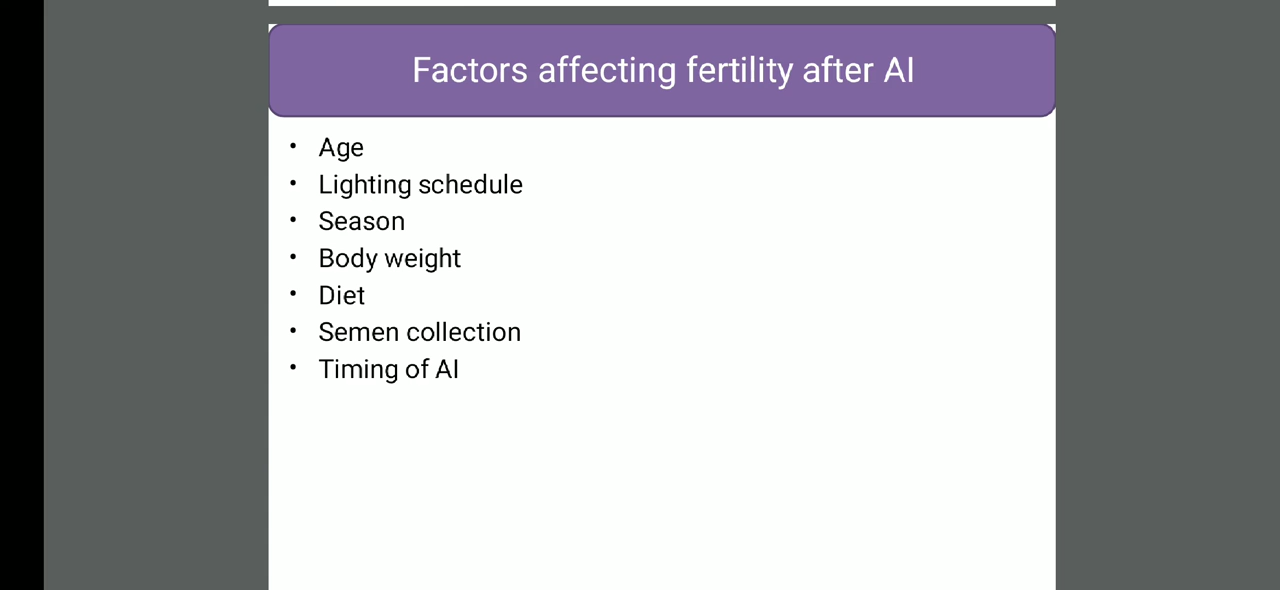 Factors affecting fertility after AI
• Age
• Lighting schedule
• Season
• Body weight
• Diet
• Semen collection
• Timing of AI